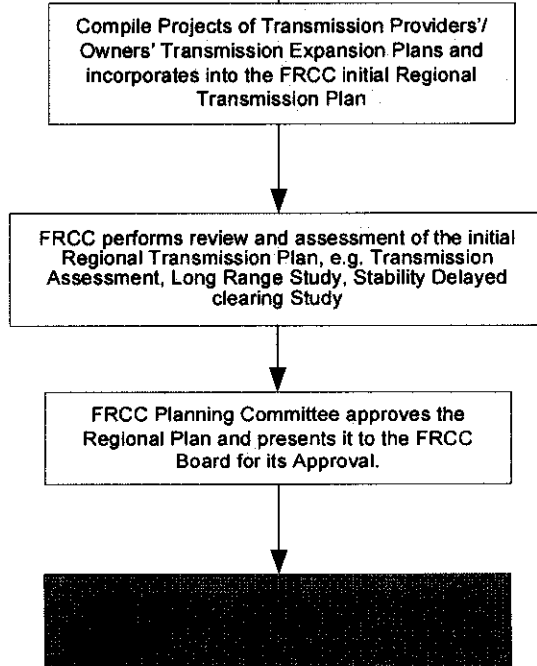 Compile Projects of Transmission Providers'/
Owners' Transmission Expansion Plans and
incorporates into the FRCC initial Regional
Transmission Plan
FRCC performs review and assessment of the initial
Regional Transmission Plan, e.g. Transmission
Assessment, Long Range Study, Stability Delayed
clearing Study
FRCC Planning Committee approves the
Regional Plan and presents it to the FRCC
Board for its Approval.